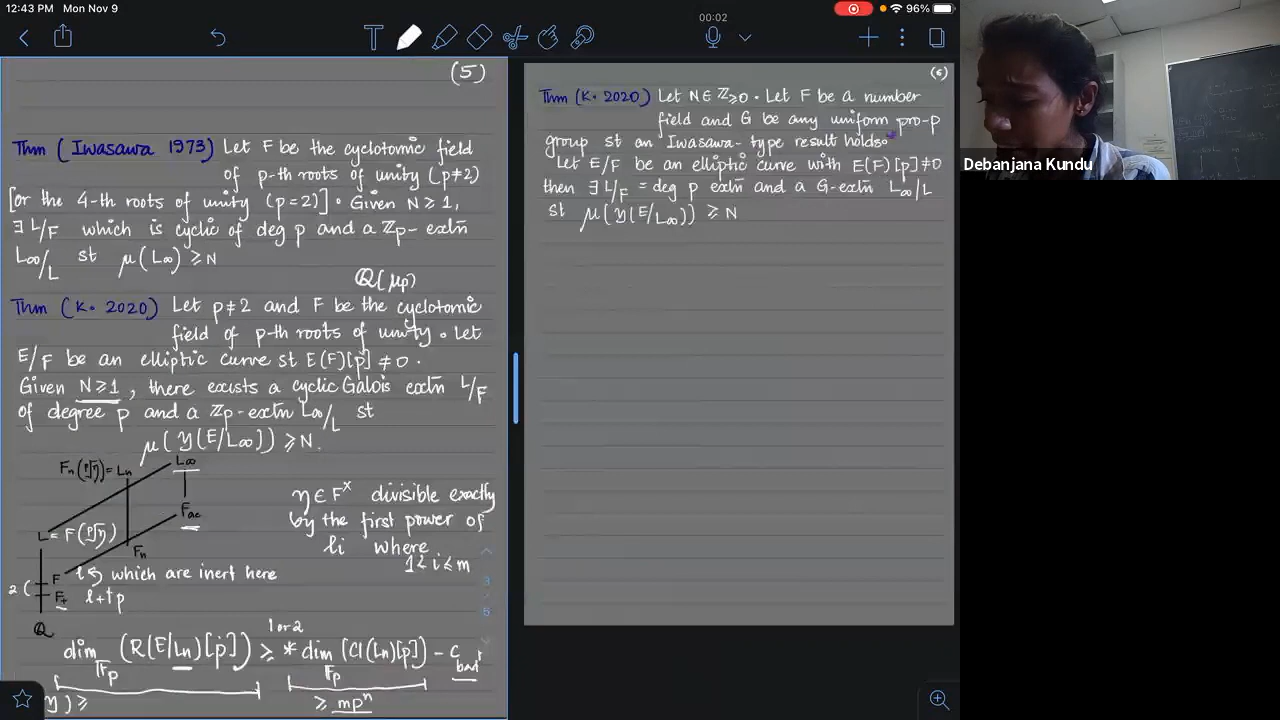 12:43 PM Mon Nov 9
00:02
96%
(5)
Thm (Iwasawa 1973) Let F be the cyclotomic field
of p-th roots of unity (p≠2)
[or the 4-th roots of unity (p=2)]. Given N≥1,
∃ L/F which is cyclic of deg p and a ℤp-extn
L∞/L st μ(L∞) ≥ N
Q(μp)
Thm (K. 2020) Let p≠2 and F be the cyclotomic
field of p-th roots of unity. Let
E/F be an elliptic curve st E(F)[p] ≠ 0.
Given N≥1, there exists a cyclic Galois extn L/F
of degree p and a ℤp-extn L∞/L st
μ(Y(E/L∞)) ≥ N.
Fn(p√η) = Ln
L∞
Fac
L = F(p√η)
Fn
F
2
F+
Q
l which are inert here
l∤p
η∈F^x divisible exactly
by the first power of
li where
1≤i≤m
1 or 2
dim Fp (R(E/Ln)[p]) ≥ * dim Fp (Cl(Ln)[p]) - c
≥ mp^n
) ≥
(6)
Thm (K. 2020) Let N∈ℤ≥0. Let F be a number
field and G be any uniform pro-p
group st an "Iwasawa-type result holds".
Let E/F be an elliptic curve with E(F)[p]≠0
then ∃ L/F = deg p extn and a G-extn L∞/L
st μ(Y(E/L∞)) ≥ N
Debanjana Kundu